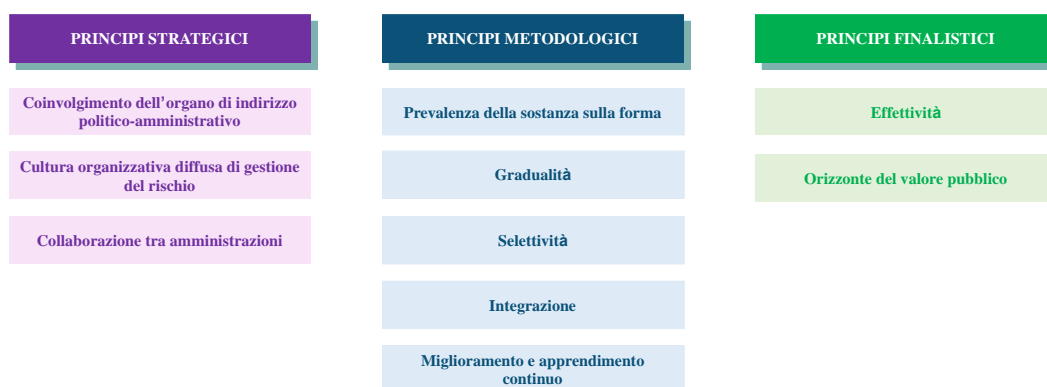 PRINCIPI STRATEGICI
Coinvolgimento dell'organo di indirizzo
politico-amministrativo
Cultura organizzativa diffusa di gestione
del rischio
Collaborazione tra amministrazioni
PRINCIPI METODOLOGICI
Prevalenza della sostanza sulla forma
Gradualità
Selettività
Integrazione
Miglioramento e apprendimento
continuo
PRINCIPI FINALISTICI
Effettività
Orizzonte del valore pubblico